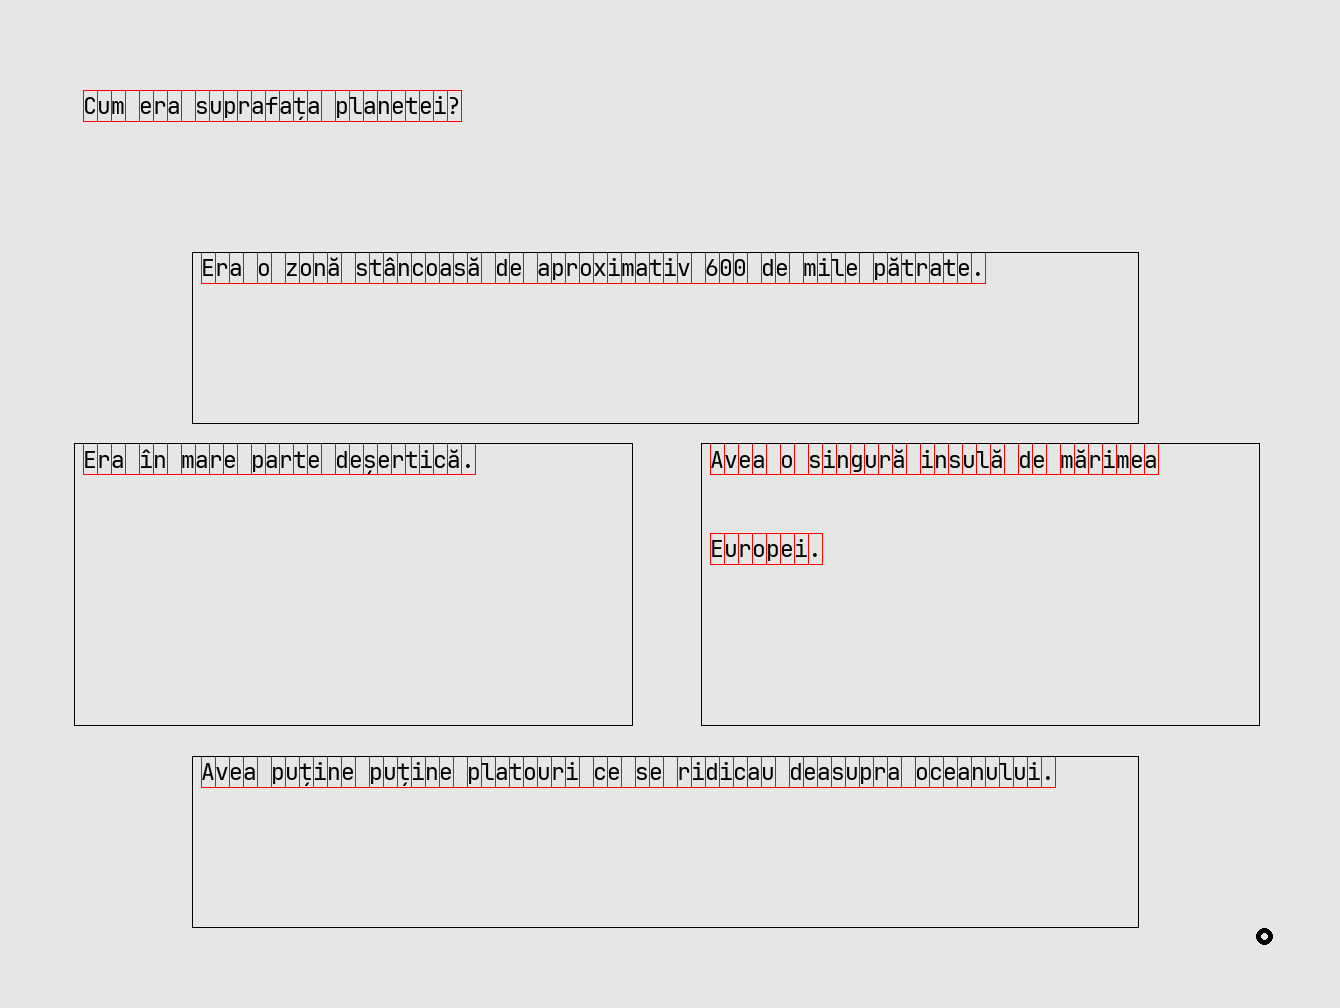 Cum era suprafața planetei?
Era o zonă stâncoasă de aproximativ 600 de mile pătrate.
Era în mare parte deșertică.
Avea o singură insulă de mărimea
Europei.
Avea puține puține platouri ce se ridicau deasupra oceanului.